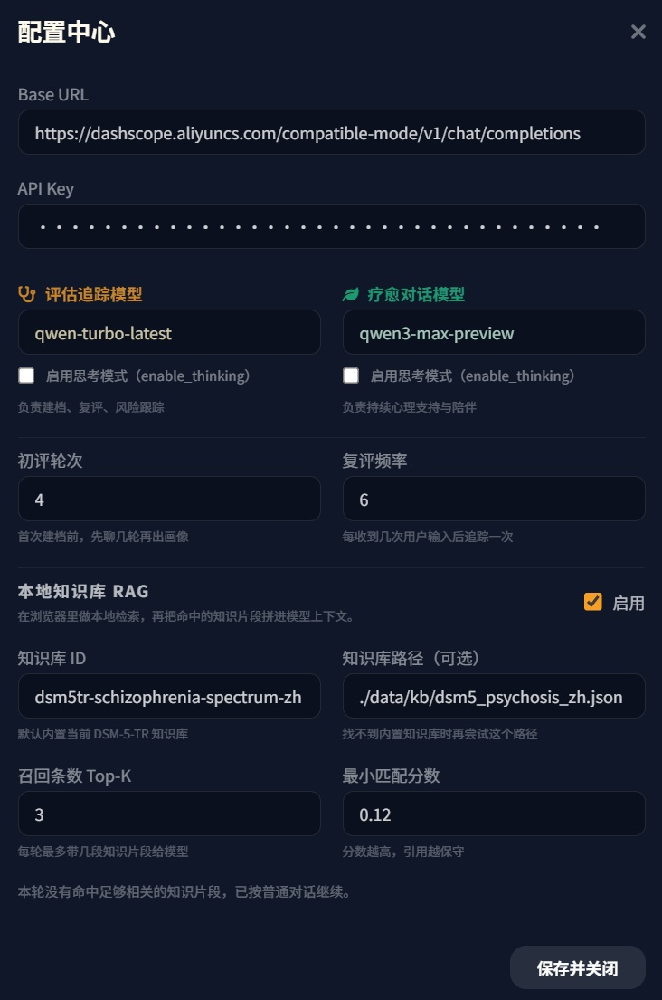 配置中心
Base URL
https://dashscope.aliyuncs.com/compatible-mode/v1/chat/completions
API Key
评估追踪模型
疗愈对话模型
qwen-turbo-latest
qwen3-max-preview
启用思考模式（enable_thinking）
启用思考模式（enable_thinking）
负责建档、复评、风险跟踪
负责持续心理支持与陪伴
初评轮次
复评频率
4
6
首次建档前，先聊几轮再出画像
每收到几次用户输入后追踪一次
本地知识库 RAG
启用
在浏览器里做本地检索，再把命中的知识片段拼进模型上下文。
知识库 ID
知识库路径（可选）
dsm5tr-schizophrenia-spectrum-zh
./data/kb/dsm5_psychosis_zh.json
默认内置当前 DSM-5-TR 知识库
找不到内置知识库时再尝试这个路径
召回条数 Top-K
最小匹配分数
3
0.12
每轮最多带几段知识片段给模型
分数越高，引用越保守
本轮没有命中足够相关的知识片段，已按普通对话继续。
保存并关闭